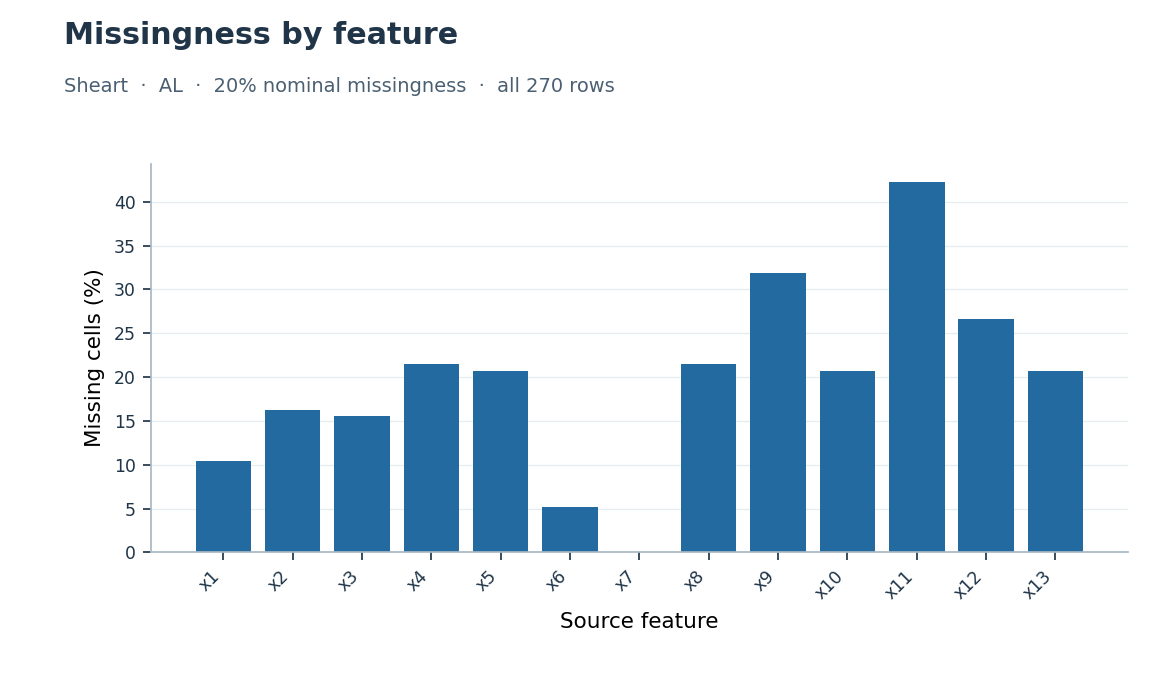 Missingness by feature
Sheart · AL · 20% nominal missingness · all 270 rows
40
35
30
25
20
15
10
5
0
Missing cells (%)
x1 x2 x3 x4 x5 x6 x7 x8 x9 x10 x11 x12 x13
Source feature